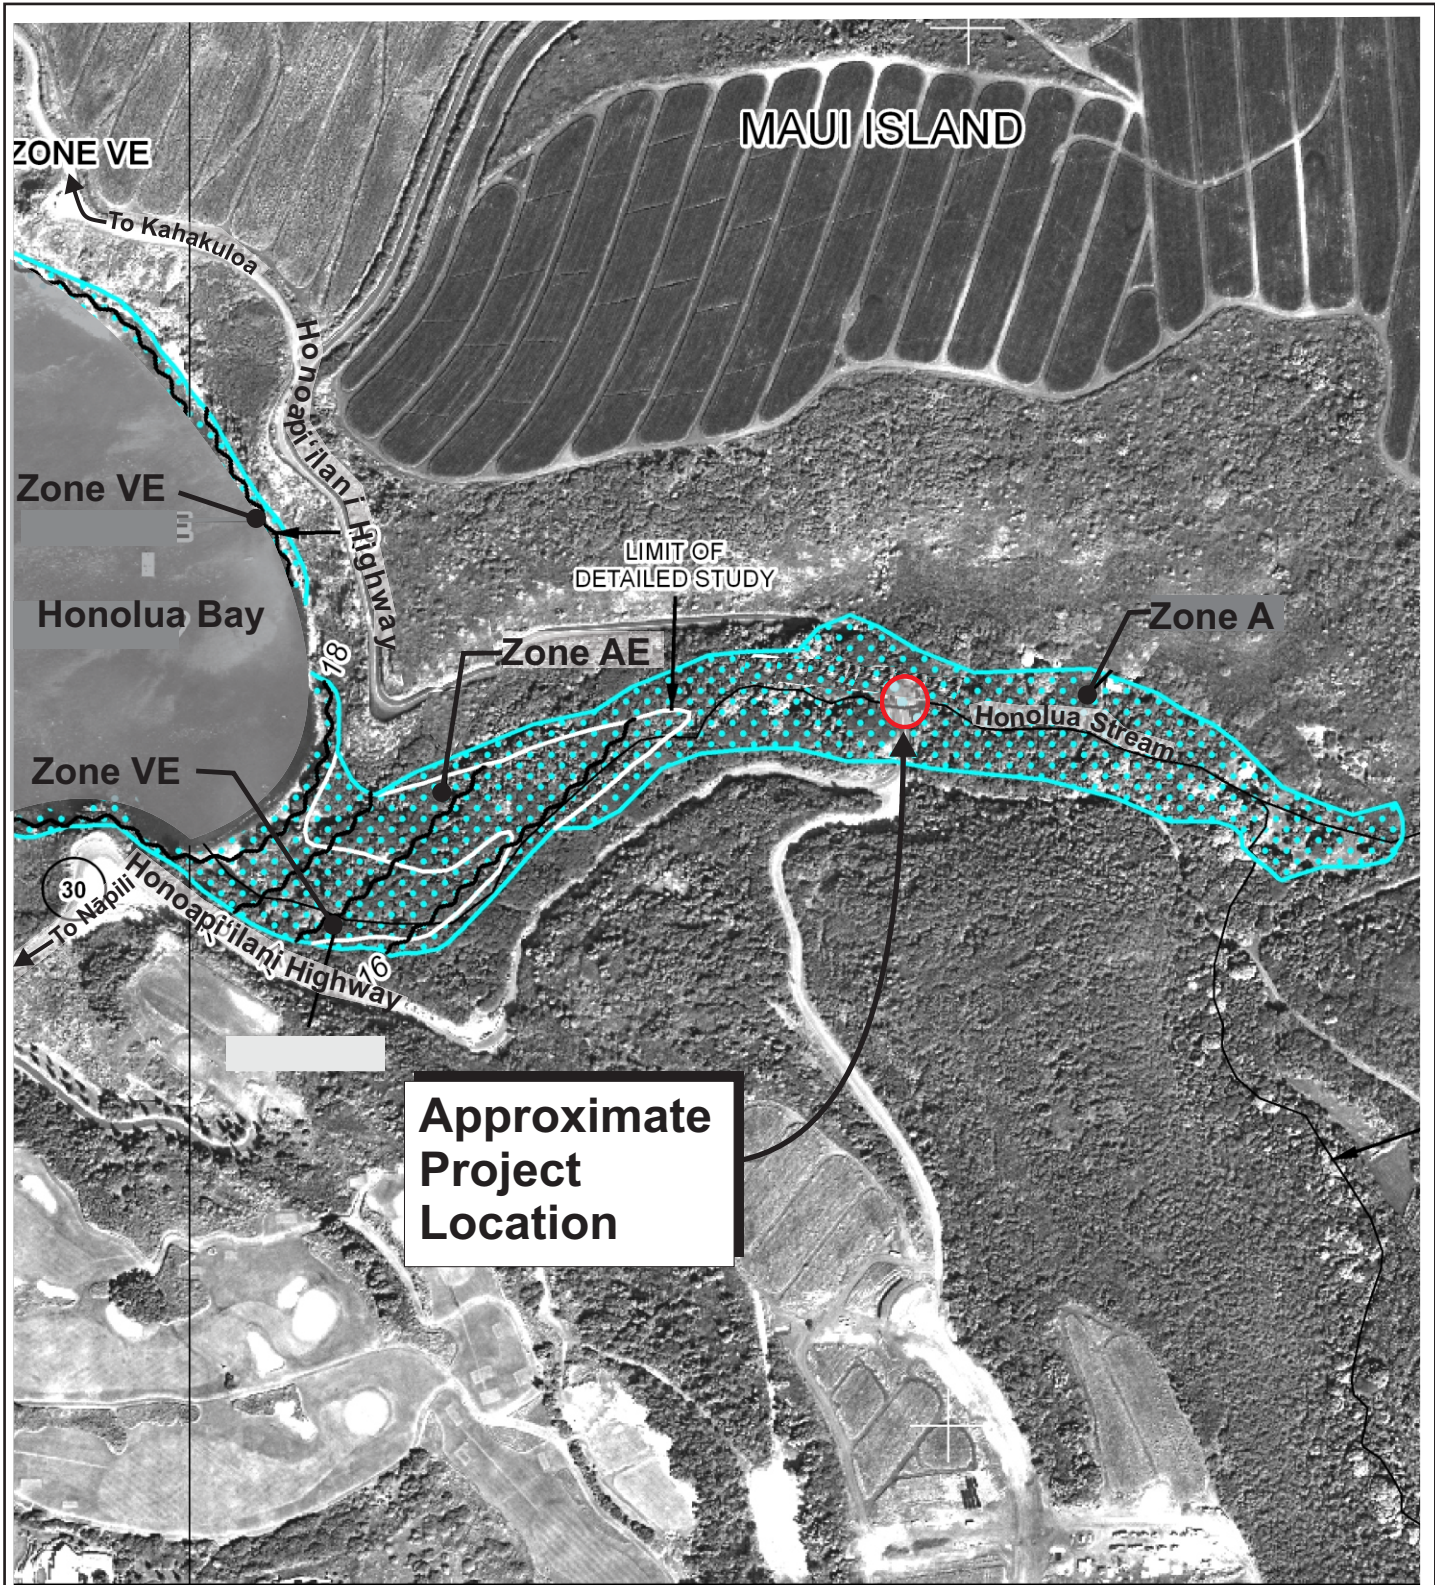 MAUI ISLAND
ZONE VE
To Kahakuloa
Honoapi‘ilani Highway
Zone VE
LIMIT OF
DETAILED STUDY
Honolua Bay
Zone A
18
Zone AE
Honolua Stream
Zone VE
30
To Nāpili
Honoapi‘ilani Highway
16
Approximate
Project
Location